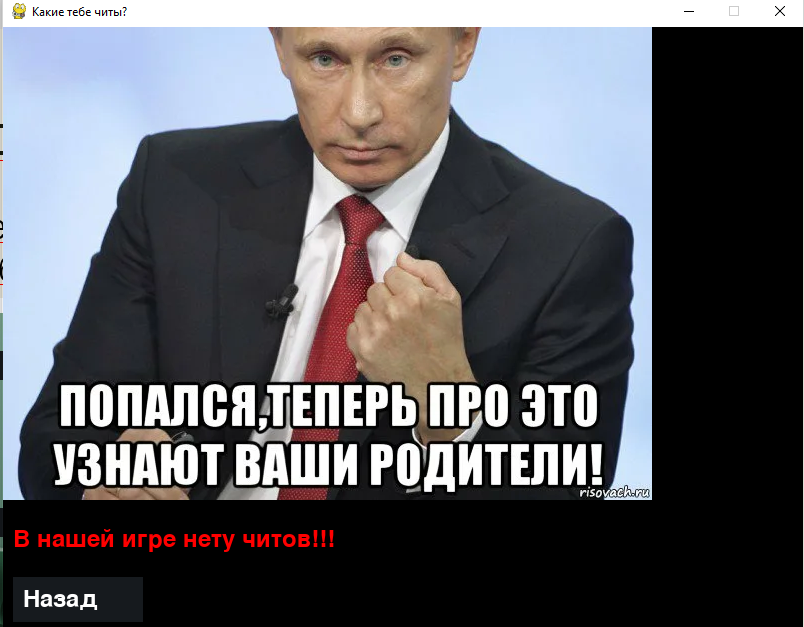 Какие тебе читы?
ПОПАЛСЯ,ТЕПЕРЬ ПРО ЭТО
УЗНАЮТ ВАШИ РОДИТЕЛИ!
risovach.ru
В нашей игре нету читов!!!
Назад